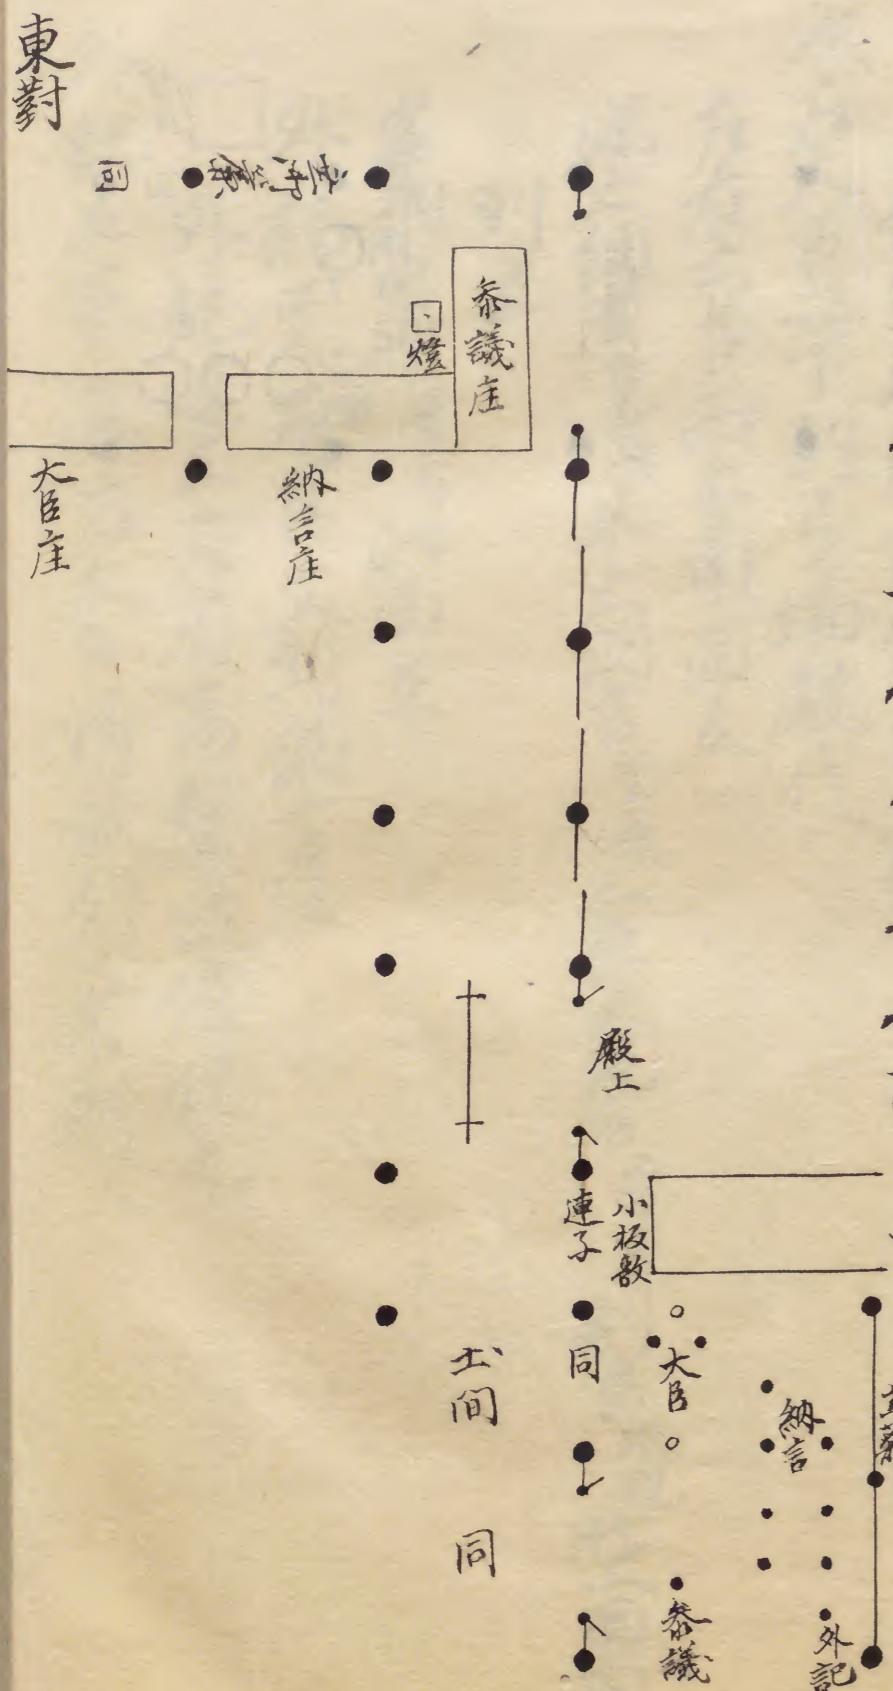 東對
同
參議座
燈
大臣座
納言座
殿上
小板敷
連子
同
大臣
納言
土間
同
參議
外記